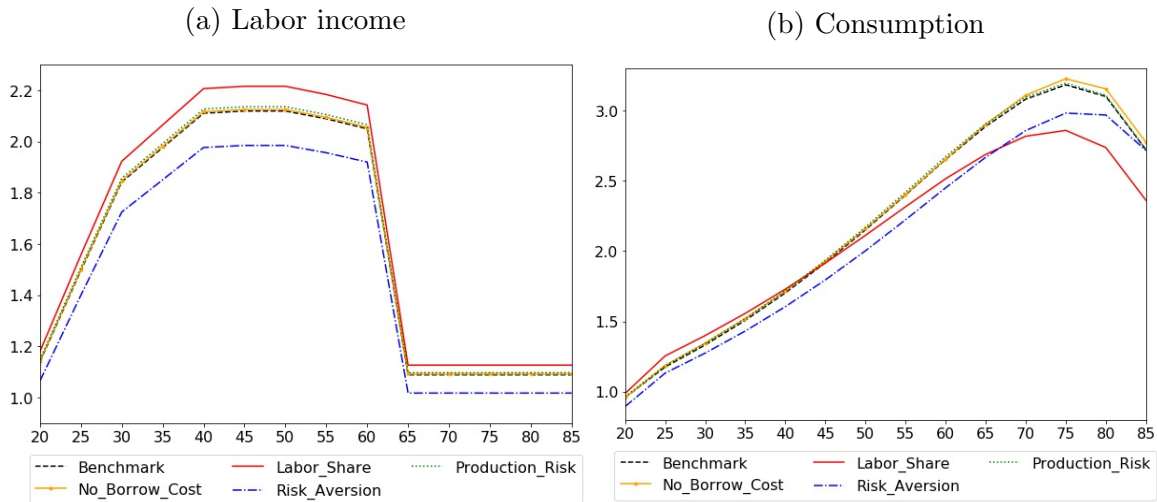 (a) Labor income
2.2
2.0
1.8
1.6
1.4
1.2
1.0
20 25 30 35 40 45 50 55 60 65 70 75 80 85
Benchmark Labor_Share Production_Risk
No_Borrow_Cost Risk_Aversion
(b) Consumption
3.0
2.5
2.0
1.5
1.0
20 25 30 35 40 45 50 55 60 65 70 75 80 85
Benchmark Labor_Share Production_Risk
No_Borrow_Cost Risk_Aversion